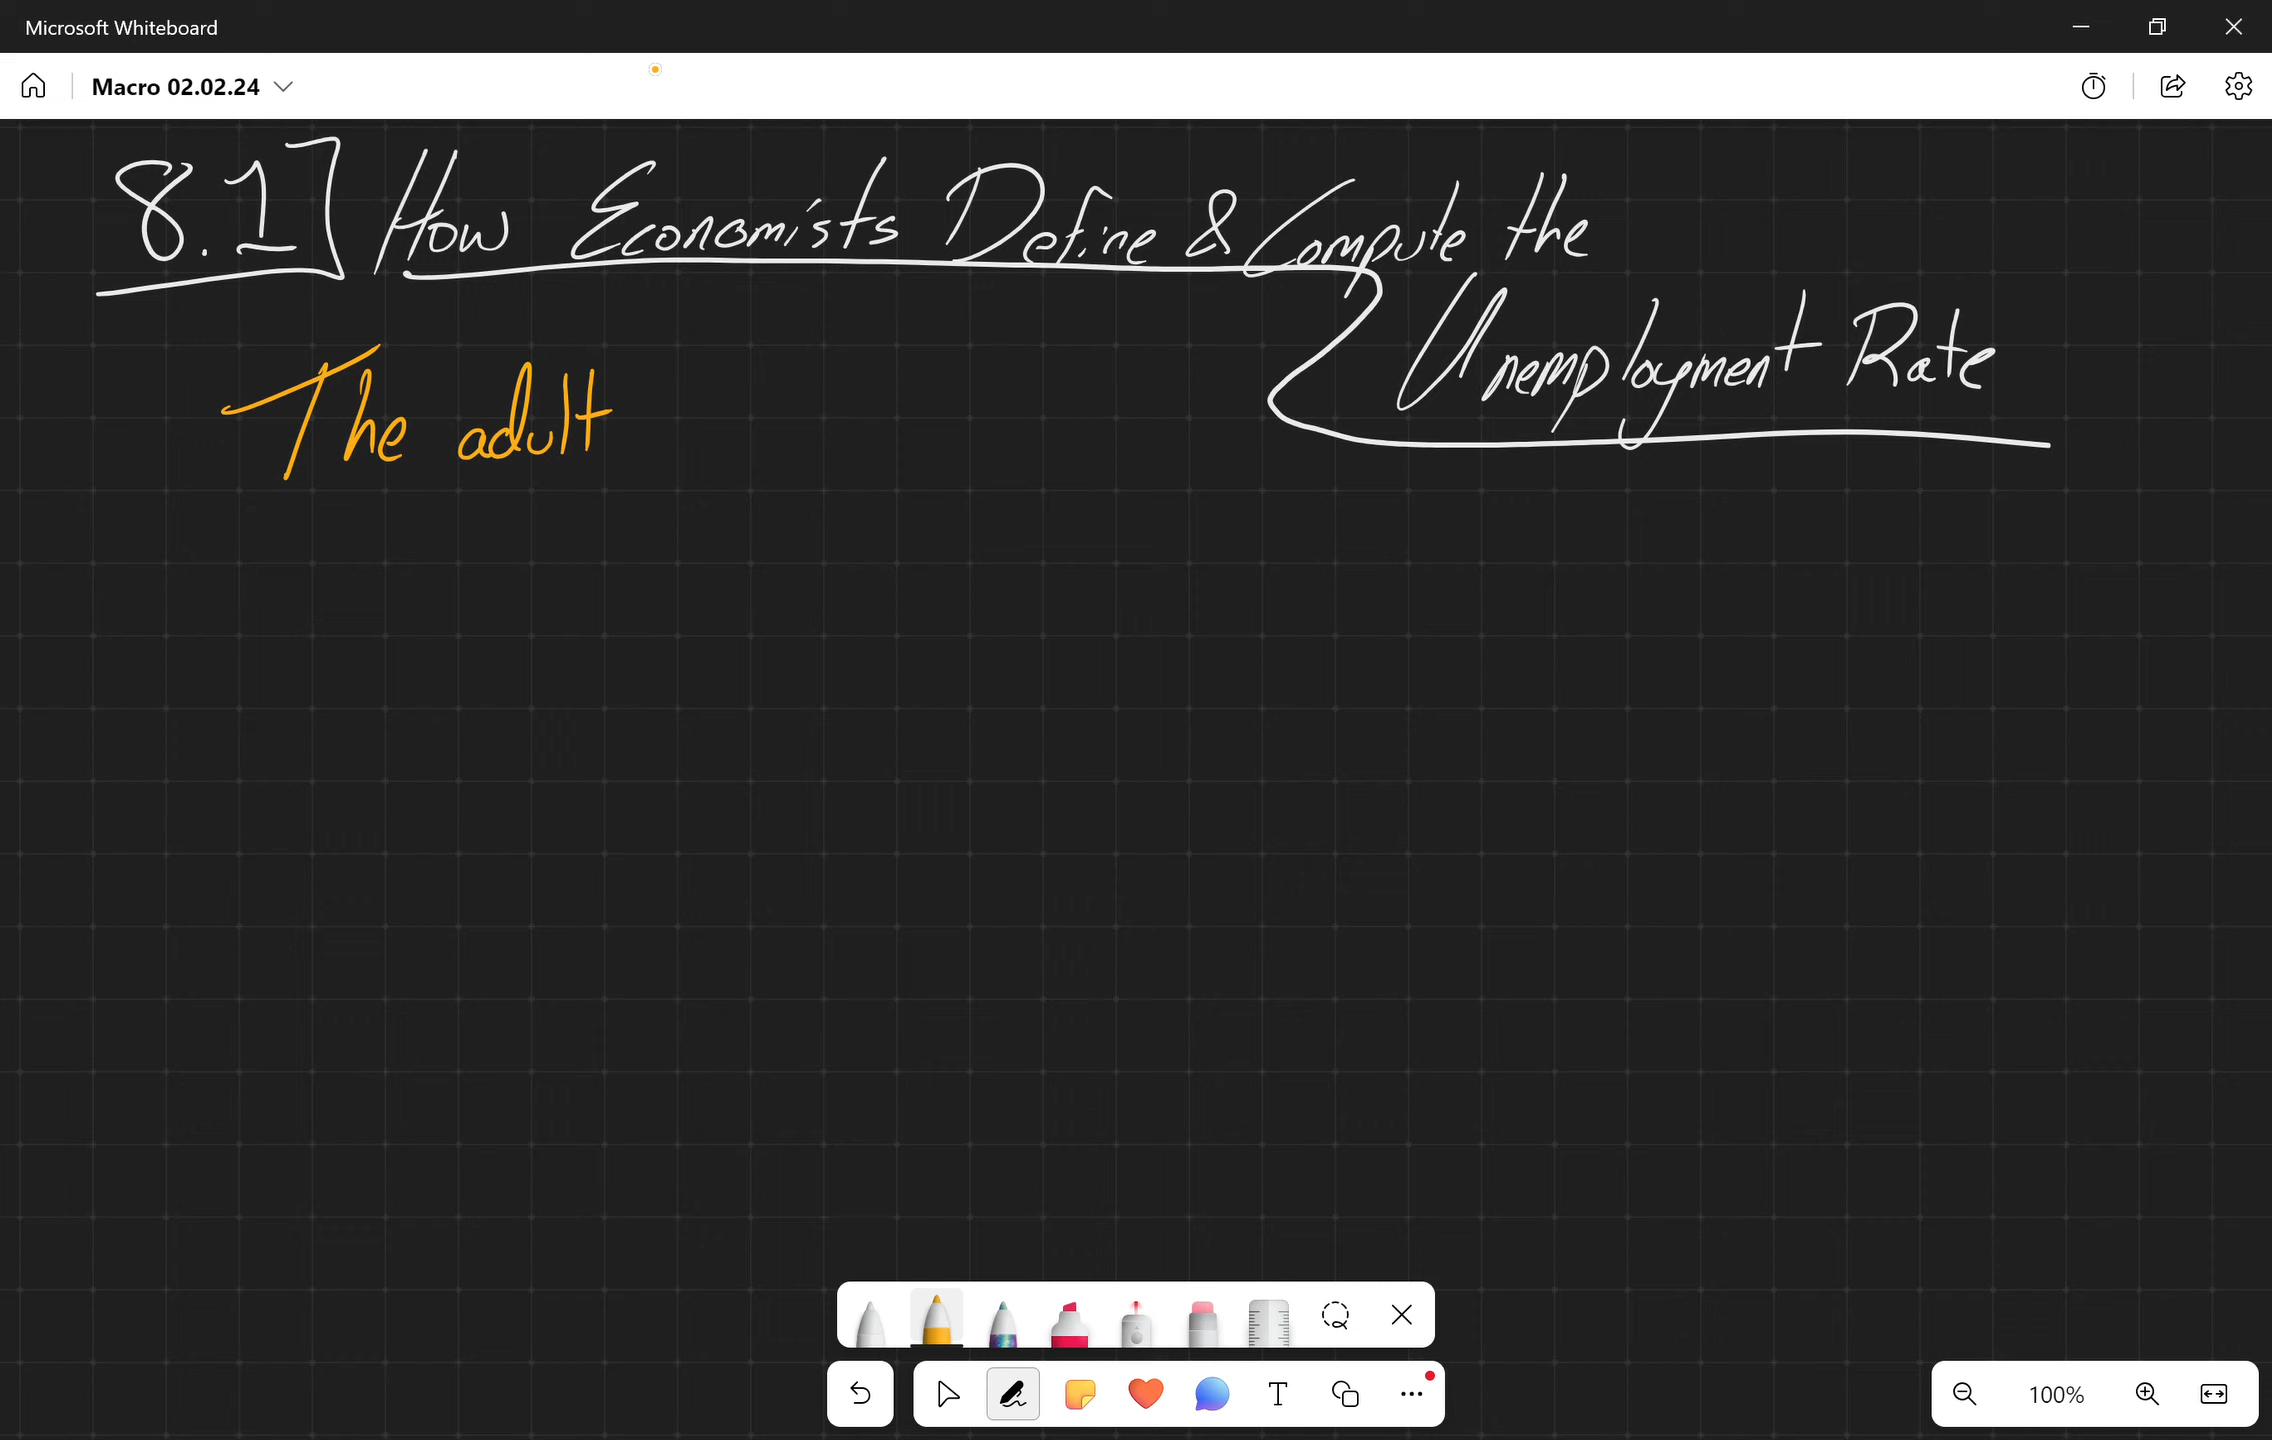 Microsoft Whiteboard
Macro 02.02.24
8.1] How Economists Define & Compute the
Unemployment Rate
The adult
T
100%